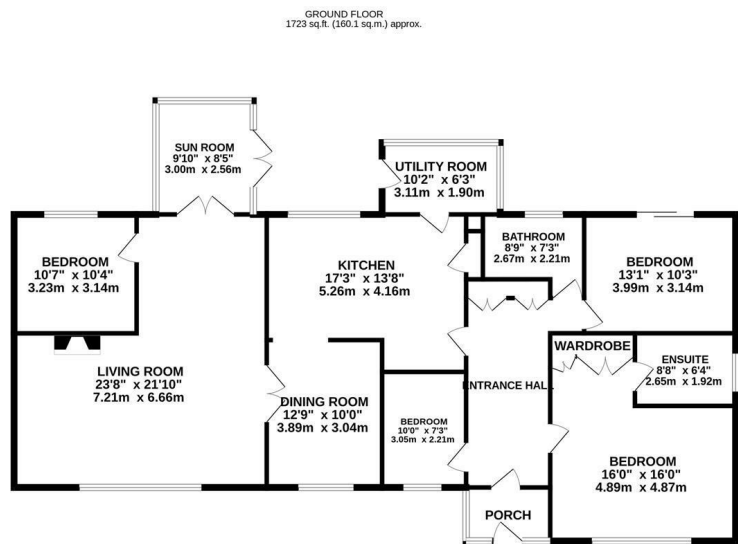 GROUND FLOOR
1723 sq.ft. (160.1 sq.m.) approx.
SUN ROOM
9'10" x 8'5"
3.00m x 2.56m
UTILITY ROOM
10'2" x 6'3"
3.11m x 1.90m
BEDROOM
10'7" x 10'4"
3.23m x 3.14m
KITCHEN
17'3" x 13'8"
5.26m x 4.16m
BATHROOM
8'9" x 7'3"
2.67m x 2.21m
BEDROOM
13'1" x 10'3"
3.99m x 3.14m
LIVING ROOM
23'8" x 21'10"
7.21m x 6.66m
DINING ROOM
12'9" x 10'0"
3.89m x 3.04m
BEDROOM
10'0" x 7'3"
3.05m x 2.21m
ENTRANCE HALL
WARDROBE
ENSUITE
8'8" x 6'4"
2.65m x 1.92m
BEDROOM
16'0" x 16'0"
4.89m x 4.87m
PORCH